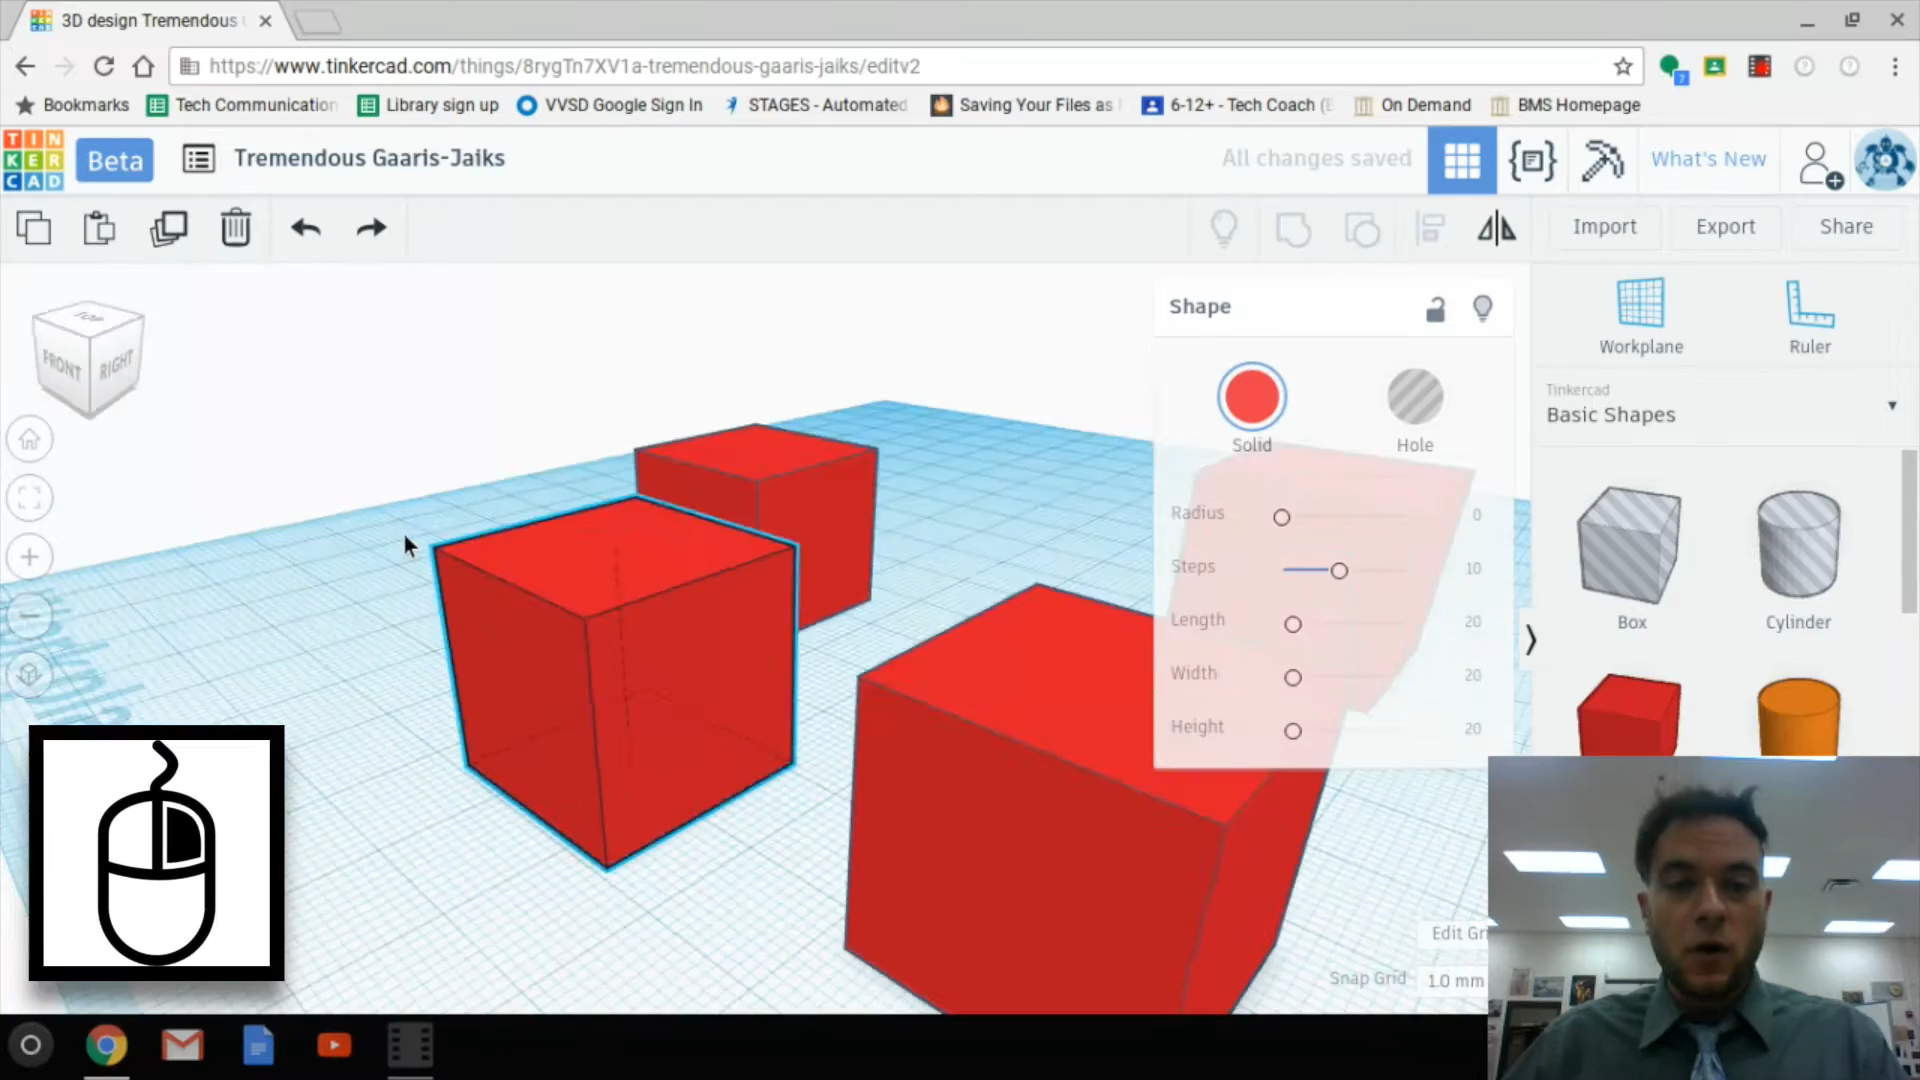 3D design Tremendous
https://www.tinkercad.com/things/8rygTn7XV1a-tremendous-gaaris-jaiks/editv2
Bookmarks Tech Communication Library sign up VVSD Google Sign In STAGES - Automated Saving Your Files as 6-12+ - Tech Coach (E On Demand BMS Homepage
TIN
KER
CAD
Beta
Tremendous Gaaris-Jaiks
All changes saved
What's New
Import Export Share
TOP
FRONT RIGHT
Shape
Solid Hole
Radius 0
Steps 10
Length 20
Width 20
Height 20
Workplane Ruler
Tinkercad
Basic Shapes
Box Cylinder
Edit Gri
Snap Grid 1.0 mm
7